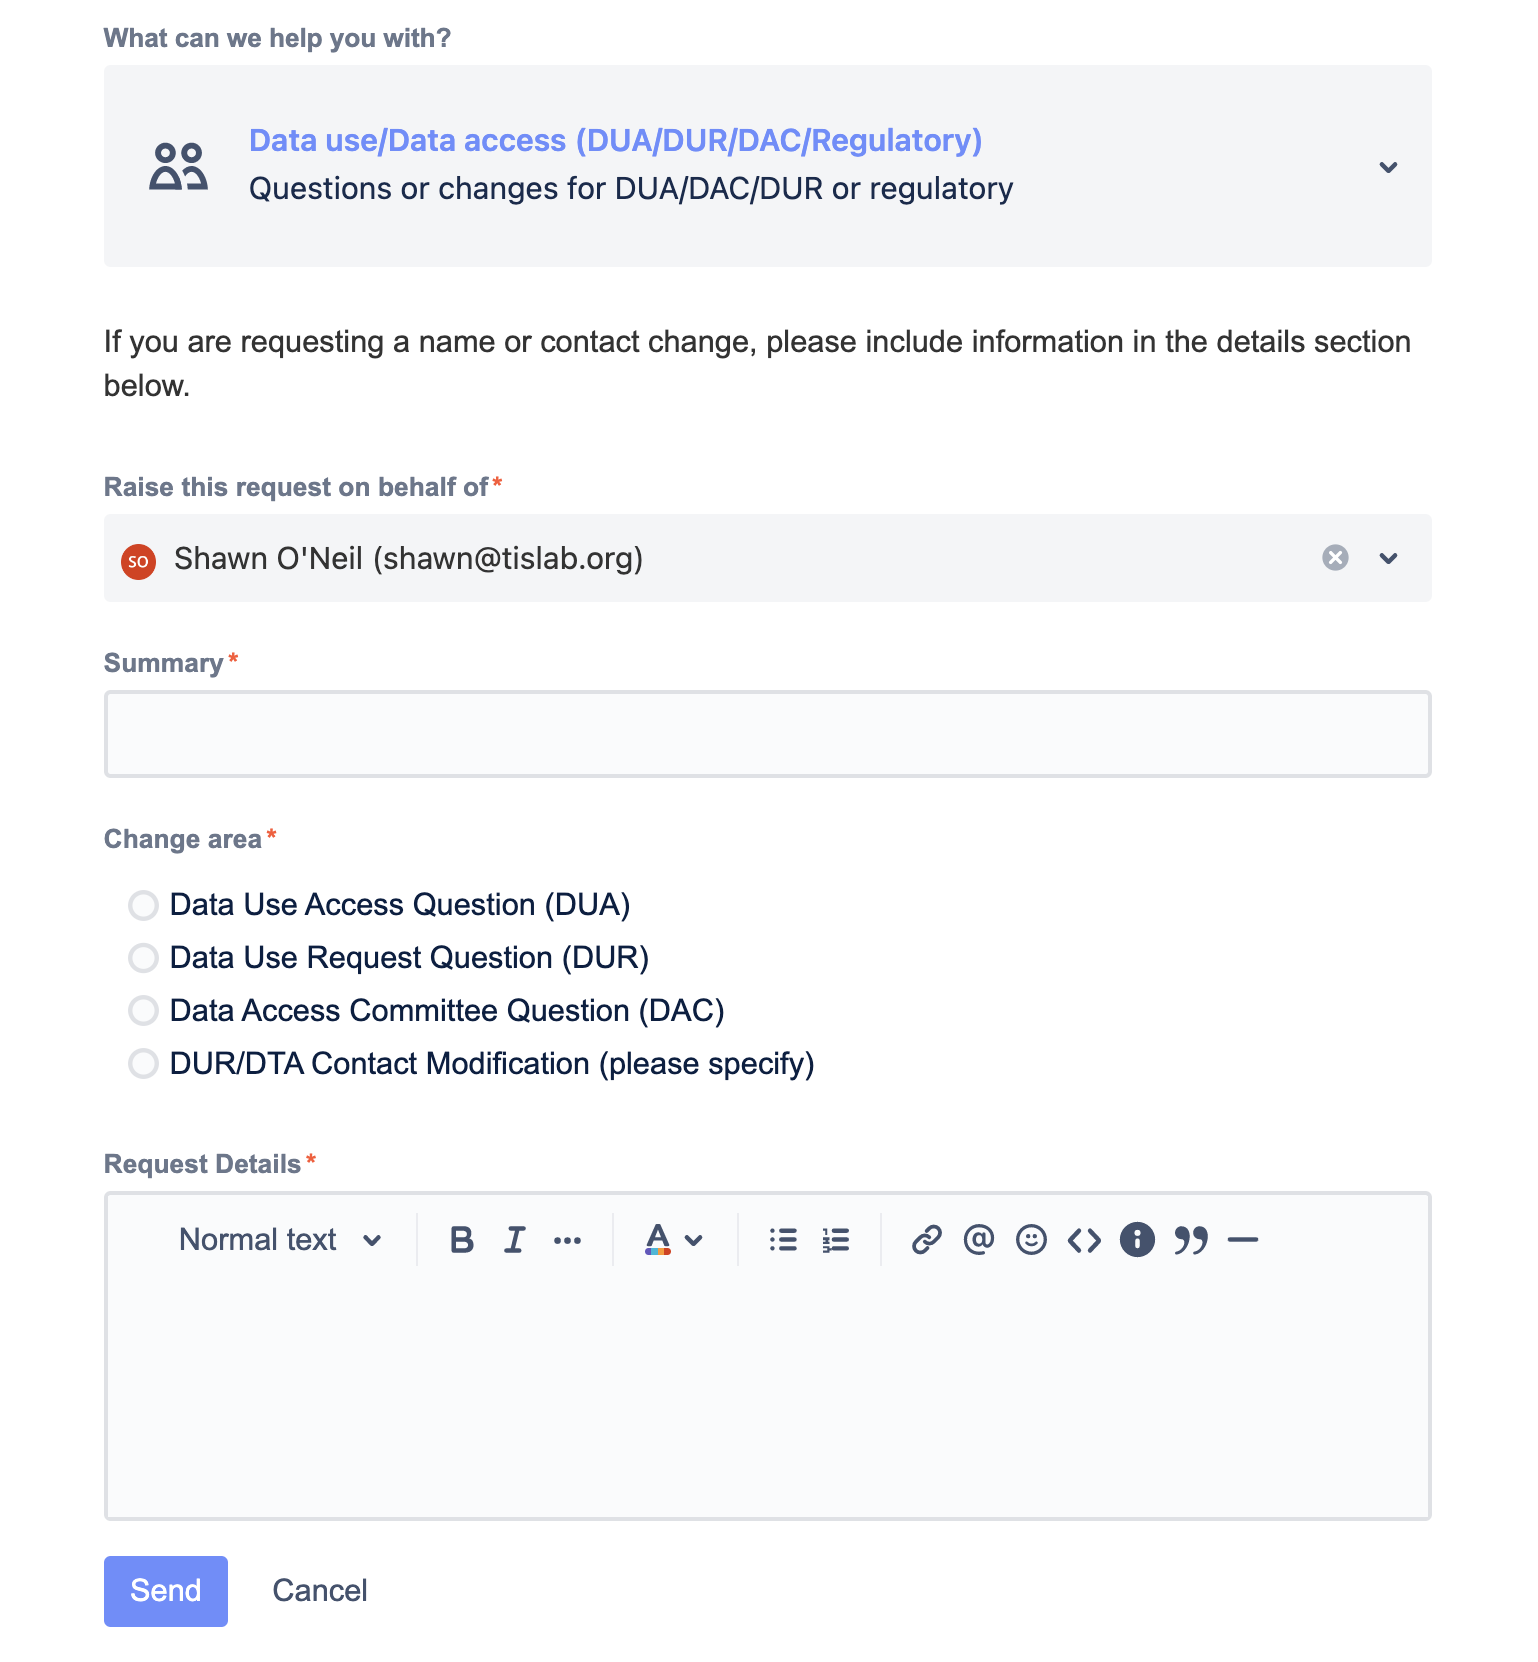 What can we help you with?
Data use/Data access (DUA/DUR/DAC/Regulatory)
Questions or changes for DUA/DAC/DUR or regulatory
If you are requesting a name or contact change, please include information in the details section
below.
Raise this request on behalf of*
SO Shawn O'Neil (shawn@tislab.org)
Summary*
Change area*
Data Use Access Question (DUA)
Data Use Request Question (DUR)
Data Access Committee Question (DAC)
DUR/DTA Contact Modification (please specify)
Request Details*
Normal text B I ... A @ <> i ”
Send Cancel